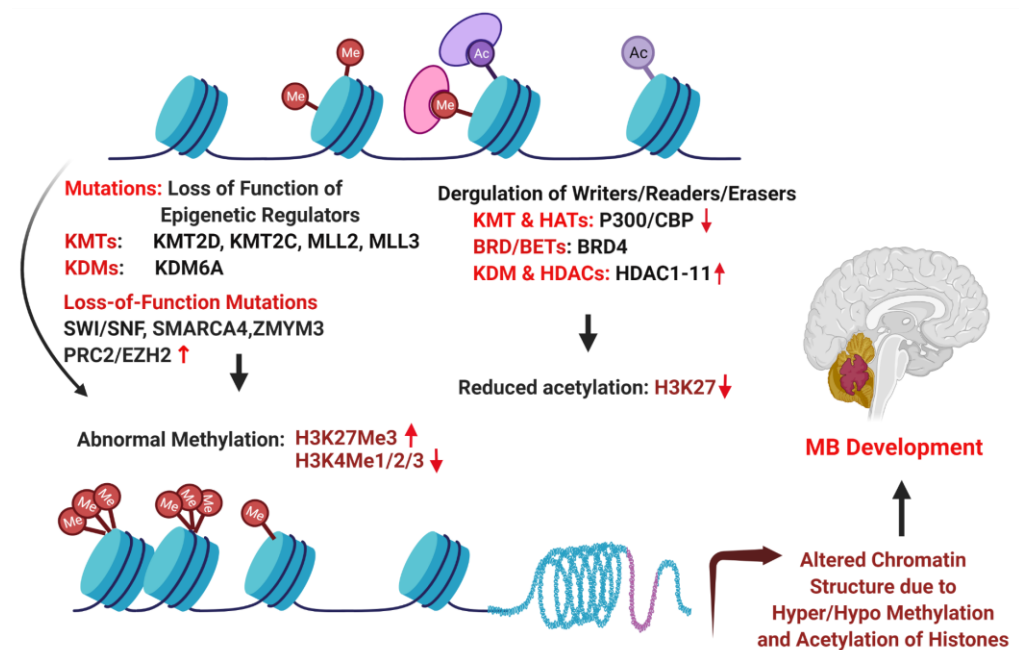 Me
Me
Ac
Me
Ac
Mutations: Loss of Function of
Epigenetic Regulators
KMTs: KMT2D, KMT2C, MLL2, MLL3
KDMs: KDM6A
Loss-of-Function Mutations
SWI/SNF, SMARCA4,ZMYM3
PRC2/EZH2 ↑
Dergulation of Writers/Readers/Erasers
KMT & HATs: P300/CBP ↓
BRD/BETs: BRD4
KDM & HDACs: HDAC1-11 ↑
Reduced acetylation: H3K27 ↓
Abnormal Methylation: H3K27Me3 ↑
H3K4Me1/2/3 ↓
MB Development
Me
Me
Me
Me
Me
Me
Me
Altered Chromatin
Structure due to
Hyper/Hypo Methylation
and Acetylation of Histones